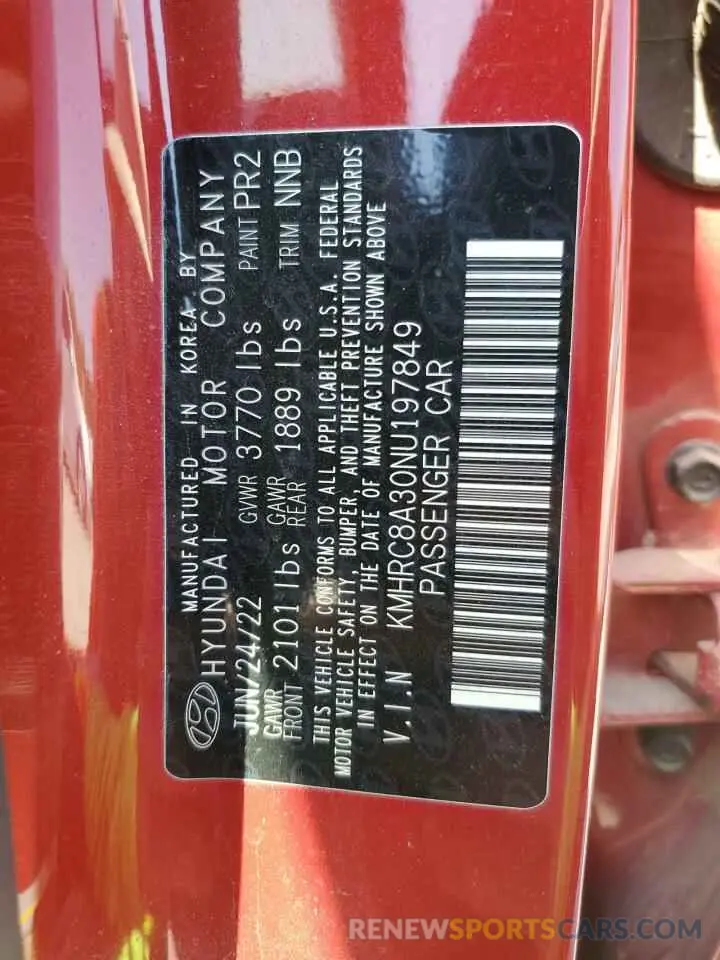 MANUFACTURED IN KOREA BY
HYUNDAI MOTOR COMPANY
JUN/24/22 GVWR 3770 lbs PAINT PR2
GAWR FRONT 2101 lbs GAWR REAR 1889 lbs TRIM NNB
THIS VEHICLE CONFORMS TO ALL APPLICABLE U.S.A. FEDERAL
MOTOR VEHICLE SAFETY, BUMPER, AND THEFT PREVENTION STANDARDS
IN EFFECT ON THE DATE OF MANUFACTURE SHOWN ABOVE
V.I.N KMHRC8A30NU197849
PASSENGER CAR
RENEWSPORTSCARS.COM